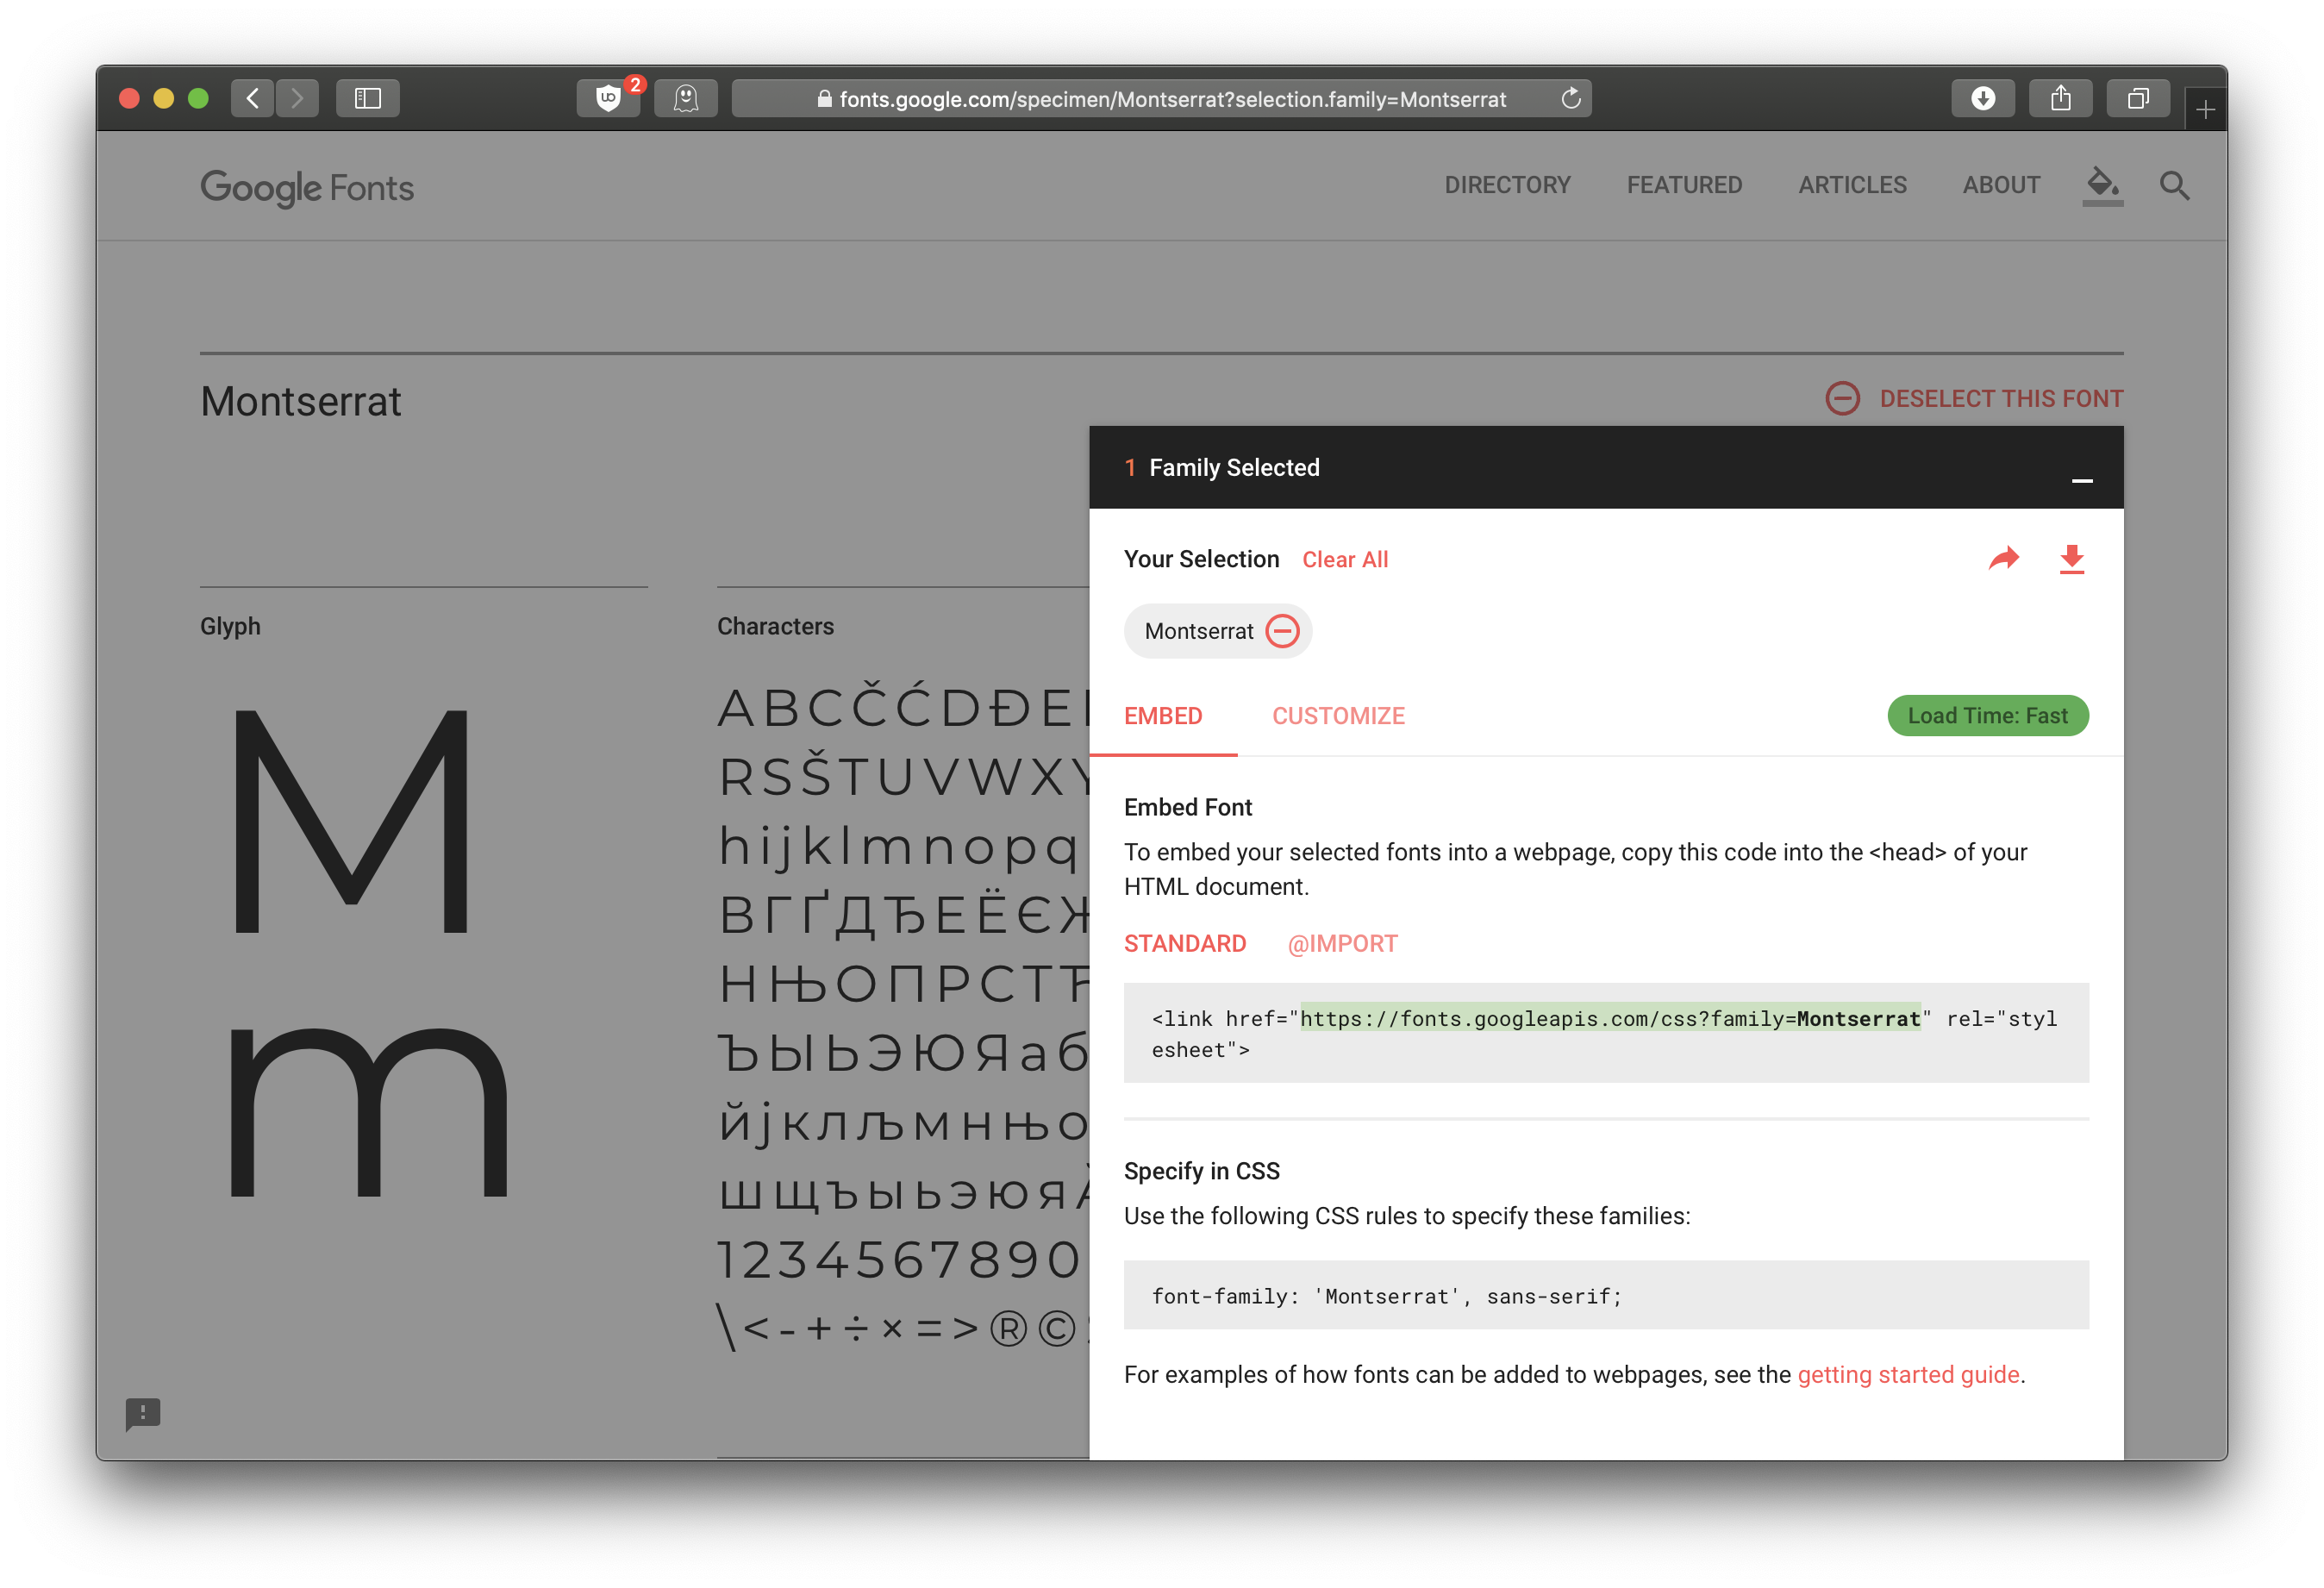 2
fonts.google.com/specimen/Montserrat?selection.family=Montserrat
Google Fonts
DIRECTORY FEATURED ARTICLES ABOUT
Montserrat
DESELECT THIS FONT
Glyph
M
m
Characters
ABCČĆDĐE
RSŠTUVWXY
hijklmnopq
ВГҐДЂЕЁЄЖ
НЊОПРСТЋ
ЪЫЬЭЮЯаб
йјклљмнњо
шщъыьэюя
1234567890
\<-+÷×=>®©
1 Family Selected
Your Selection Clear All
Montserrat
EMBED CUSTOMIZE Load Time: Fast
Embed Font
To embed your selected fonts into a webpage, copy this code into the <head> of your
HTML document.
STANDARD @IMPORT
<link href="https://fonts.googleapis.com/css?family=Montserrat" rel="styl
esheet">
Specify in CSS
Use the following CSS rules to specify these families:
font-family: 'Montserrat', sans-serif;
For examples of how fonts can be added to webpages, see the getting started guide.